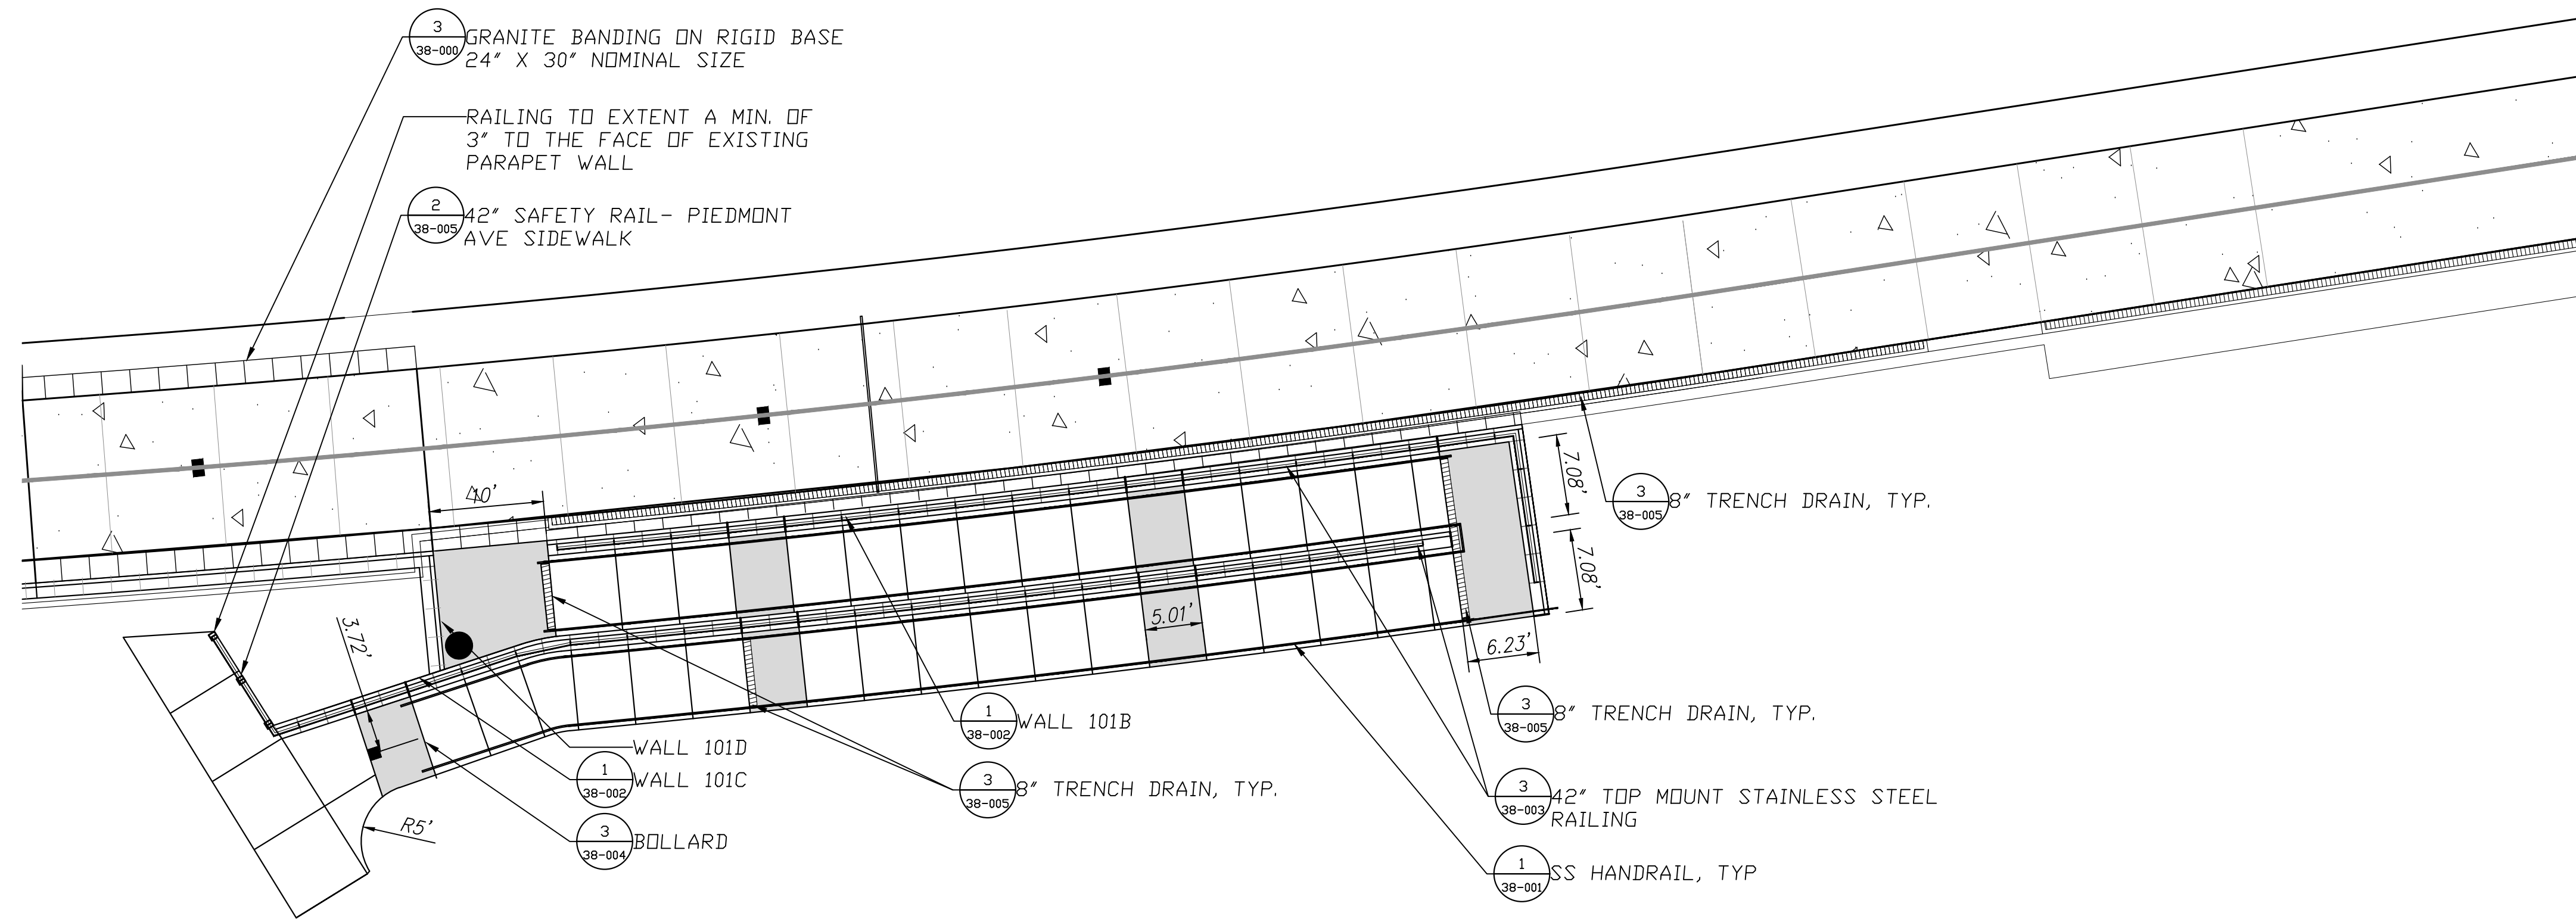 3
38-000
GRANITE BANDING ON RIGID BASE
24" X 30" NOMINAL SIZE
RAILING TO EXTENT A MIN. OF
3" TO THE FACE OF EXISTING
PARAPET WALL
2
38-005
42" SAFETY RAIL- PIEDMONT
AVE SIDEWALK
10'
7.08'
7.08'
3
38-005
8" TRENCH DRAIN, TYP.
3.72'
5.01'
6.23'
3
38-005
8" TRENCH DRAIN, TYP.
1
38-002
WALL 101B
WALL 101D
1
38-002
WALL 101C
3
38-005
8" TRENCH DRAIN, TYP.
3
38-003
42" TOP MOUNT STAINLESS STEEL
RAILING
R5'
3
38-004
BOLLARD
1
38-001
SS HANDRAIL, TYP